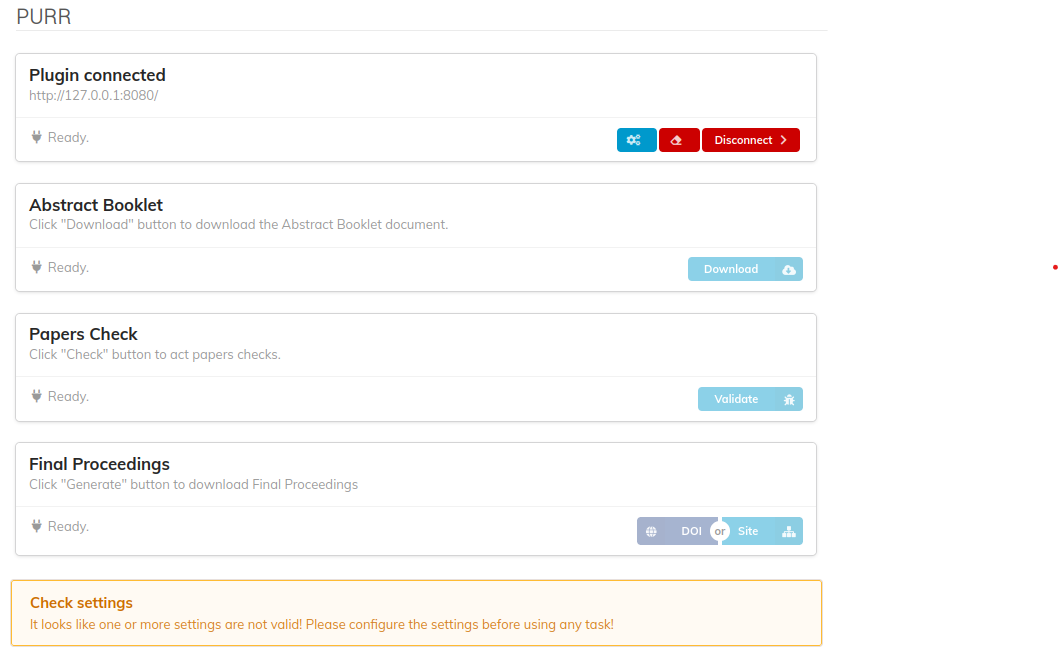 PURR
Plugin connected
http://127.0.0.1:8080/
Ready.
Disconnect
Abstract Booklet
Click "Download" button to download the Abstract Booklet document.
Ready.
Download
Papers Check
Click "Check" button to act papers checks.
Ready.
Validate
Final Proceedings
Click "Generate" button to download Final Proceedings
Ready.
DOI or Site
Check settings
It looks like one or more settings are not valid! Please configure the settings before using any task!